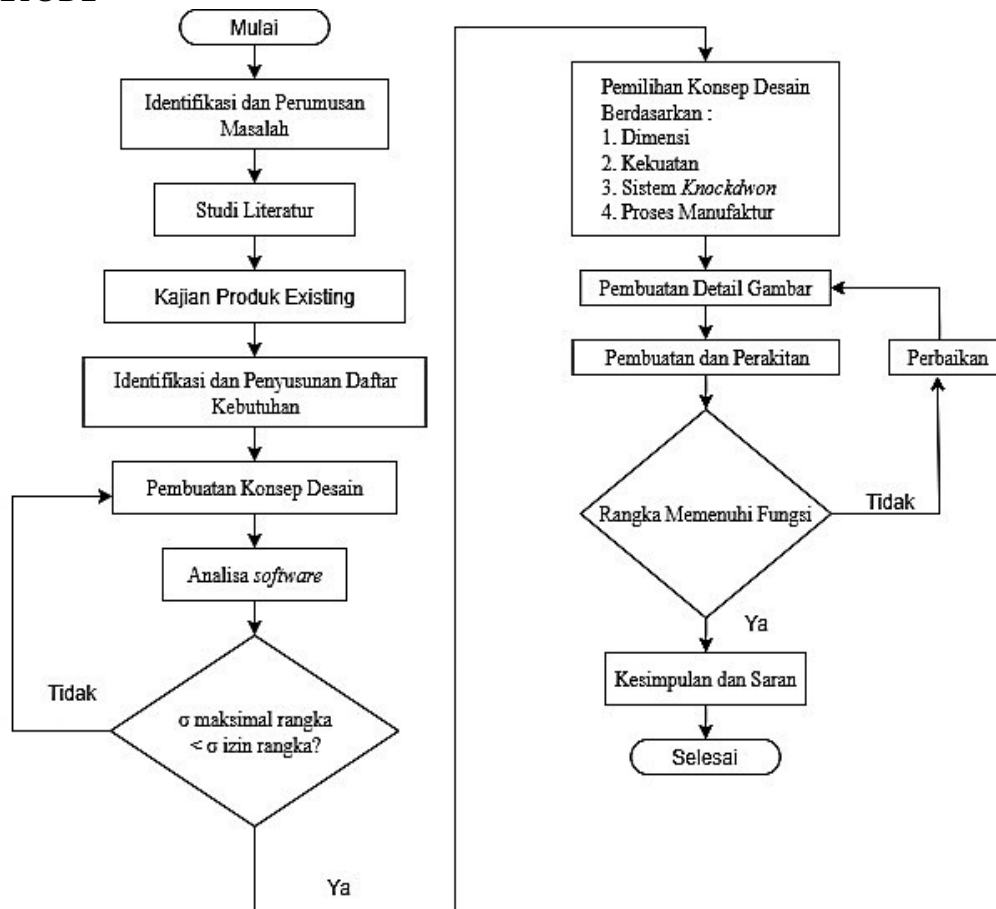 Mulai
Identifikasi dan Perumusan
Masalah
Studi Literatur
Kajian Produk Existing
Identifikasi dan Penyusunan Daftar
Kebutuhan
Pembuatan Konsep Desain
Analisa software
Tidak
σ maksimal rangka
< σ izin rangka?
Ya
Pemilihan Konsep Desain
Berdasarkan :
1. Dimensi
2. Kekuatan
3. Sistem Knockdwon
4. Proses Manufaktur
Pembuatan Detail Gambar
Pembuatan dan Perakitan
Perbaikan
Rangka Memenuhi Fungsi
Tidak
Ya
Kesimpulan dan Saran
Selesai